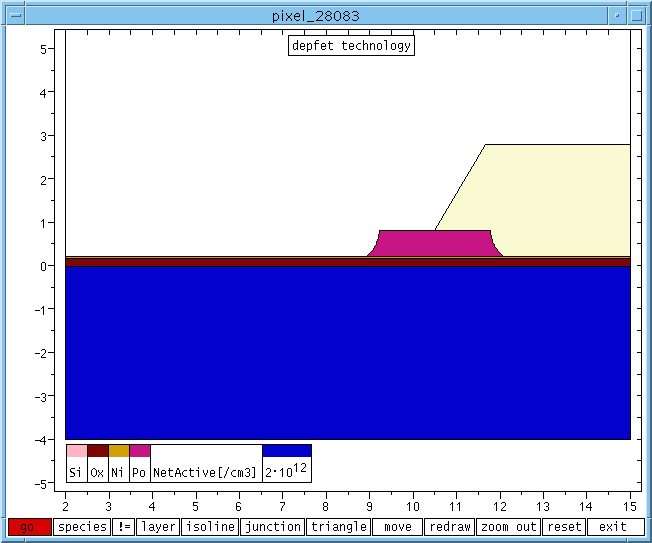 pixel_28083
depfet technology
5
4
3
2
1
0
-1
-2
-3
-4
-5
Si Ox Ni Po NetActive[/cm3] 2·10¹²
2 3 4 5 6 7 8 9 10 11 12 13 14 15
go species != layer isoline junction triangle move redraw zoom out reset exit